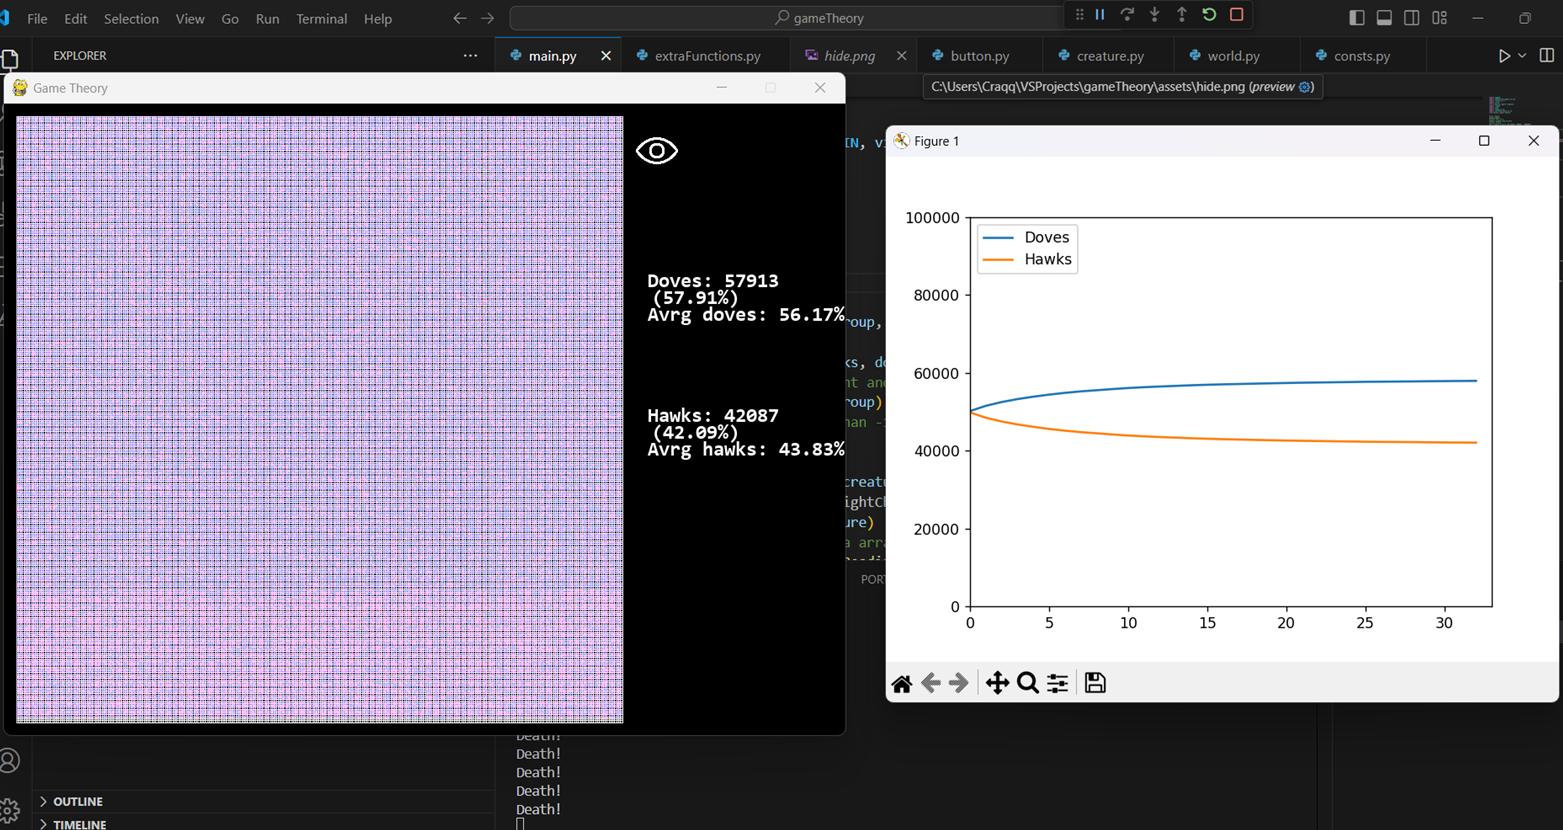 File Edit Selection View Go Run Terminal Help
gameTheory
EXPLORER
main.py
extraFunctions.py
hide.png
button.py
creature.py
world.py
consts.py
Game Theory
C:\Users\Craqq\VSProjects\gameTheory\assets\hide.png (preview)
Doves: 57913
(57.91%)
Avrg doves: 56.17%
Hawks: 42087
(42.09%)
Avrg hawks: 43.83%
IN, v
roup,
ks, d
nt an
roup)
han -
creatu
ightC
ure)
a arr
POR
Figure 1
100000
80000
60000
40000
20000
0
Doves
Hawks
0 5 10 15 20 25 30
Death!
Death!
Death!
Death!
Death!
OUTLINE
TIMELINE